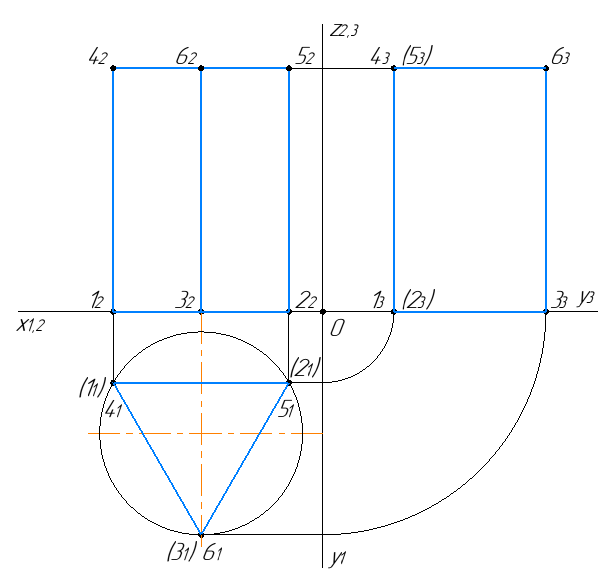 z2,3
42 62 52 43 (53) 63
12 32 22 13 (23) 33 y3
x1,2 0
(11) (21)
41 51
(31) 61 y1